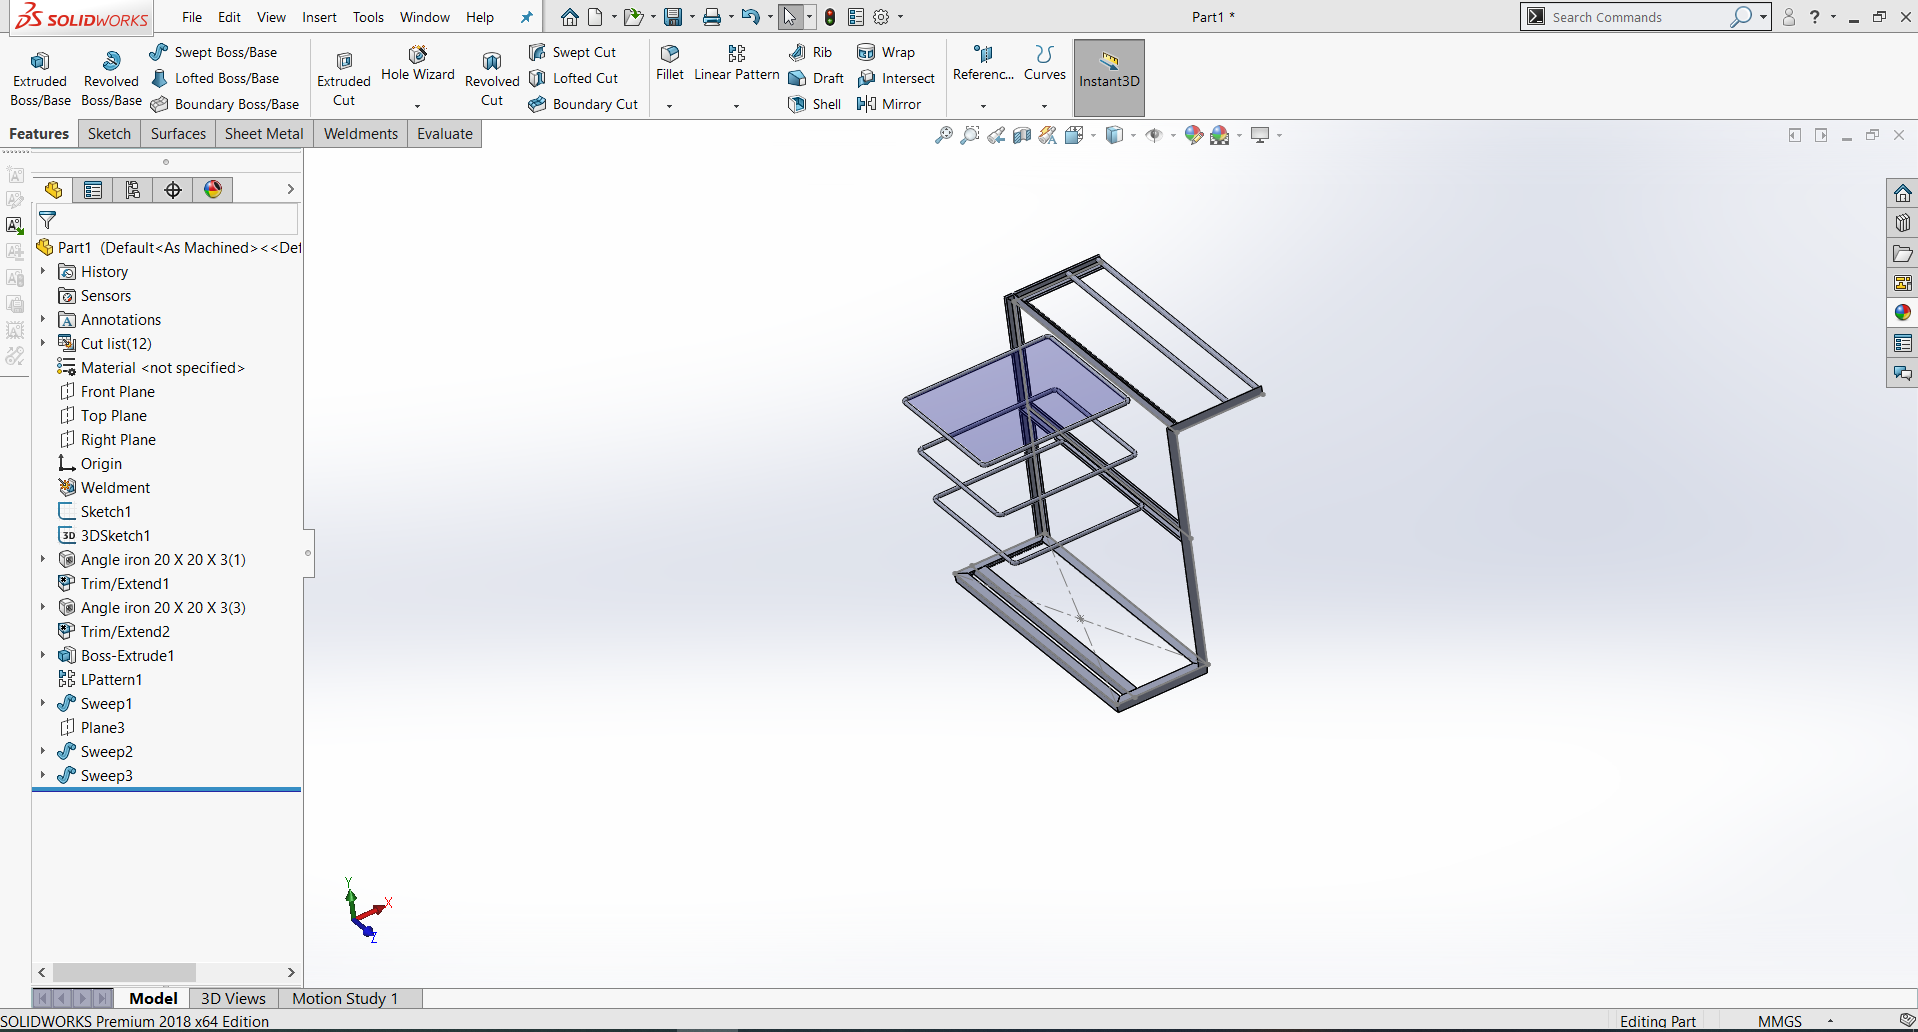 SOLIDWORKS
File Edit View Insert Tools Window Help
Part1 *
Search Commands
?
Extruded Boss/Base
Revolved Boss/Base
Swept Boss/Base
Lofted Boss/Base
Boundary Boss/Base
Extruded Cut
Hole Wizard
Revolved Cut
Swept Cut
Lofted Cut
Boundary Cut
Fillet
Linear Pattern
Rib
Draft
Shell
Wrap
Intersect
Mirror
Referenc...
Curves
Instant3D
Features Sketch Surfaces Sheet Metal Weldments Evaluate
Part1 (Default<As Machined><<Def
History
Sensors
Annotations
Cut list(12)
Material <not specified>
Front Plane
Top Plane
Right Plane
Origin
Weldment
Sketch1
3D 3DSketch1
Angle iron 20 X 20 X 3(1)
Trim/Extend1
Angle iron 20 X 20 X 3(3)
Trim/Extend2
Boss-Extrude1
LPattern1
Sweep1
Plane3
Sweep2
Sweep3
Y
X
Z
Model 3D Views Motion Study 1
SOLIDWORKS Premium 2018 x64 Edition
Editing Part MMGS